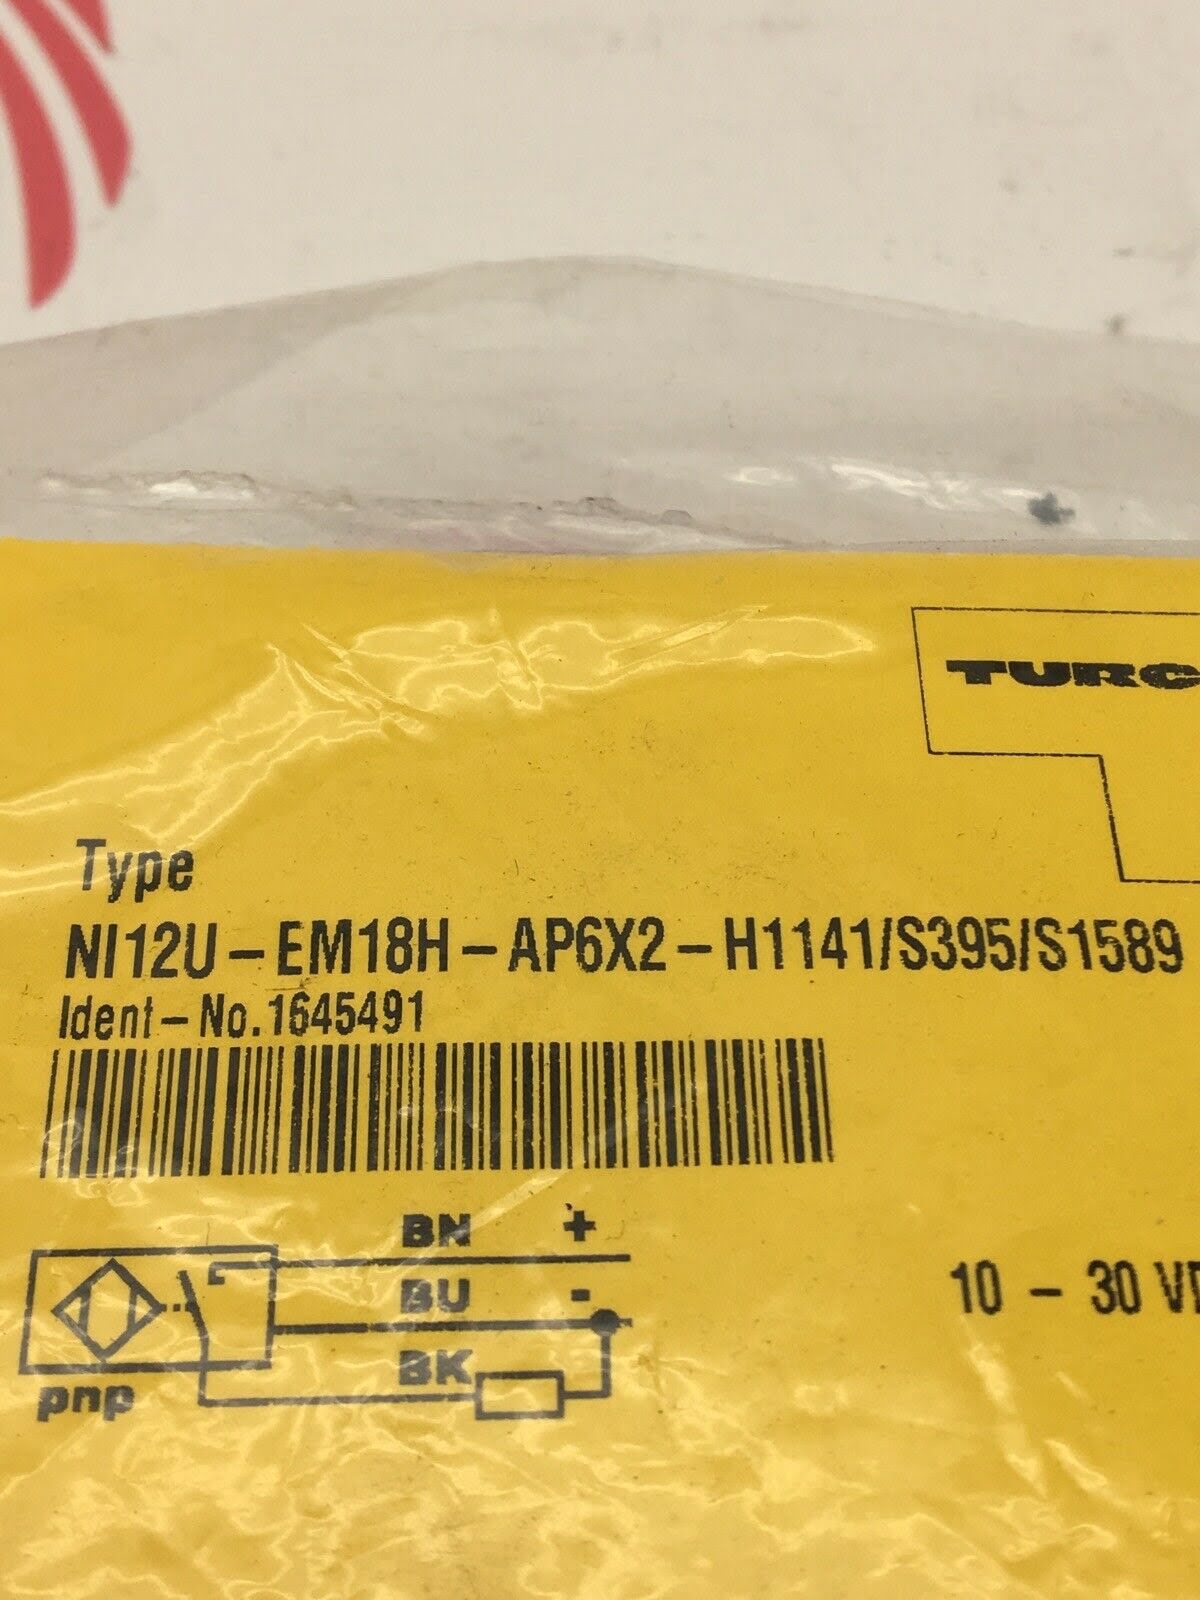 TURC
Type
NI12U-EM18H-AP6X2-H1141/S395/S1589
Ident-No.1645491
BN +
BU -
BK
pnp
10 - 30 V